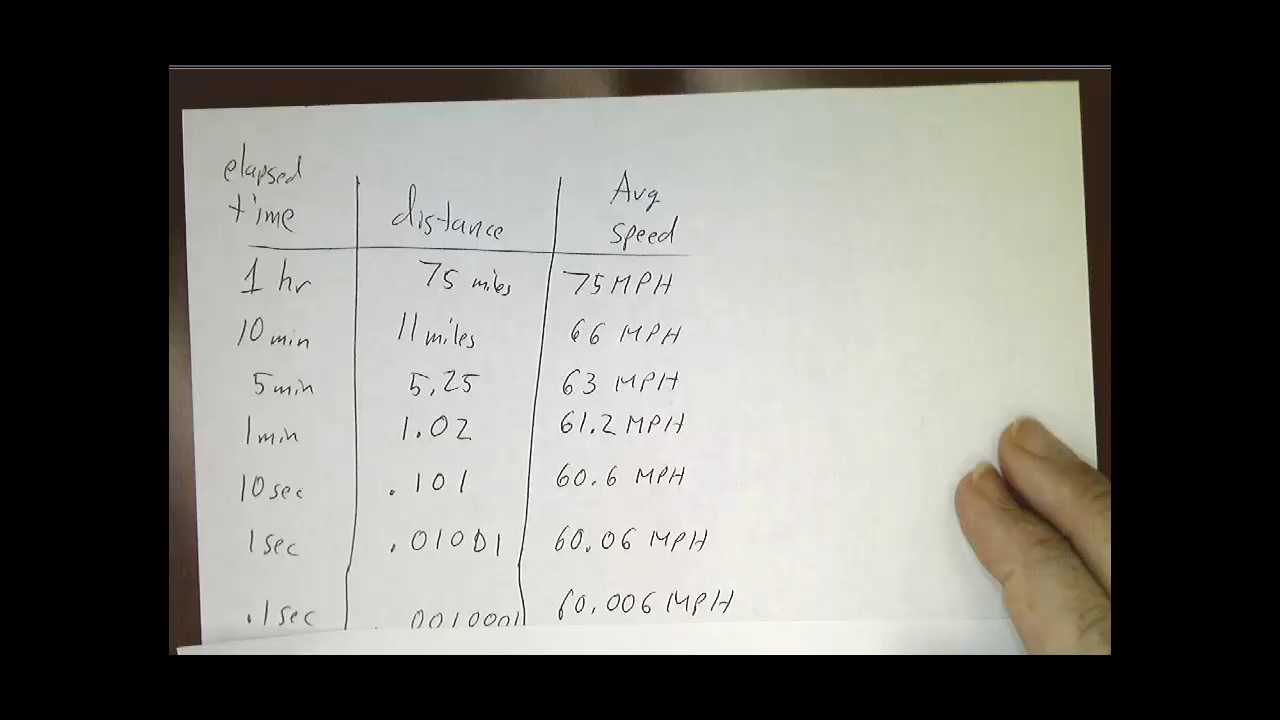 elapsed time | distance | Avg speed
1 hr | 75 miles | 75 MPH
10 min | 11 miles | 66 MPH
5 min | 5.25 | 63 MPH
1 min | 1.02 | 61.2 MPH
10 sec | .101 | 60.6 MPH
1 sec | .01001 | 60.06 MPH
.1 sec | .0010001 | 60.006 MPH